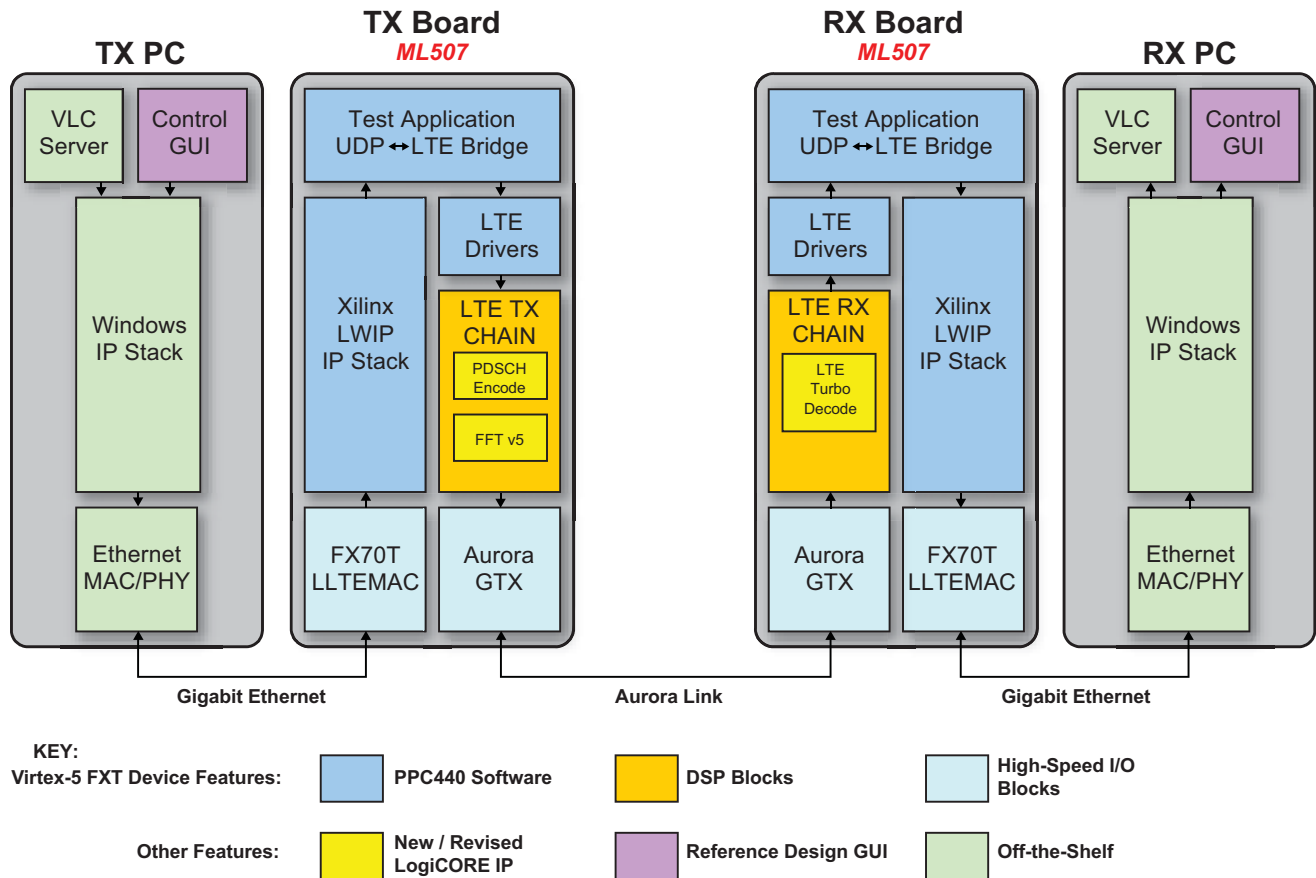 TX PC
TX Board
ML507
RX Board
ML507
RX PC
VLC
Server
Control
GUI
Windows
IP Stack
Ethernet
MAC/PHY
Test Application
UDP ↔ LTE Bridge
Xilinx
LWIP
IP Stack
LTE
Drivers
LTE TX
CHAIN
PDSCH
Encode
FFT v5
FX70T
LLTEMAC
Aurora
GTX
Test Application
UDP ↔ LTE Bridge
LTE
Drivers
LTE RX
CHAIN
LTE
Turbo
Decode
Xilinx
LWIP
IP Stack
Aurora
GTX
FX70T
LLTEMAC
VLC
Server
Control
GUI
Windows
IP Stack
Ethernet
MAC/PHY
Gigabit Ethernet
Aurora Link
Gigabit Ethernet
KEY:
Virtex-5 FXT Device Features:
PPC440 Software
DSP Blocks
High-Speed I/O
Blocks
Other Features:
New / Revised
LogiCORE IP
Reference Design GUI
Off-the-Shelf